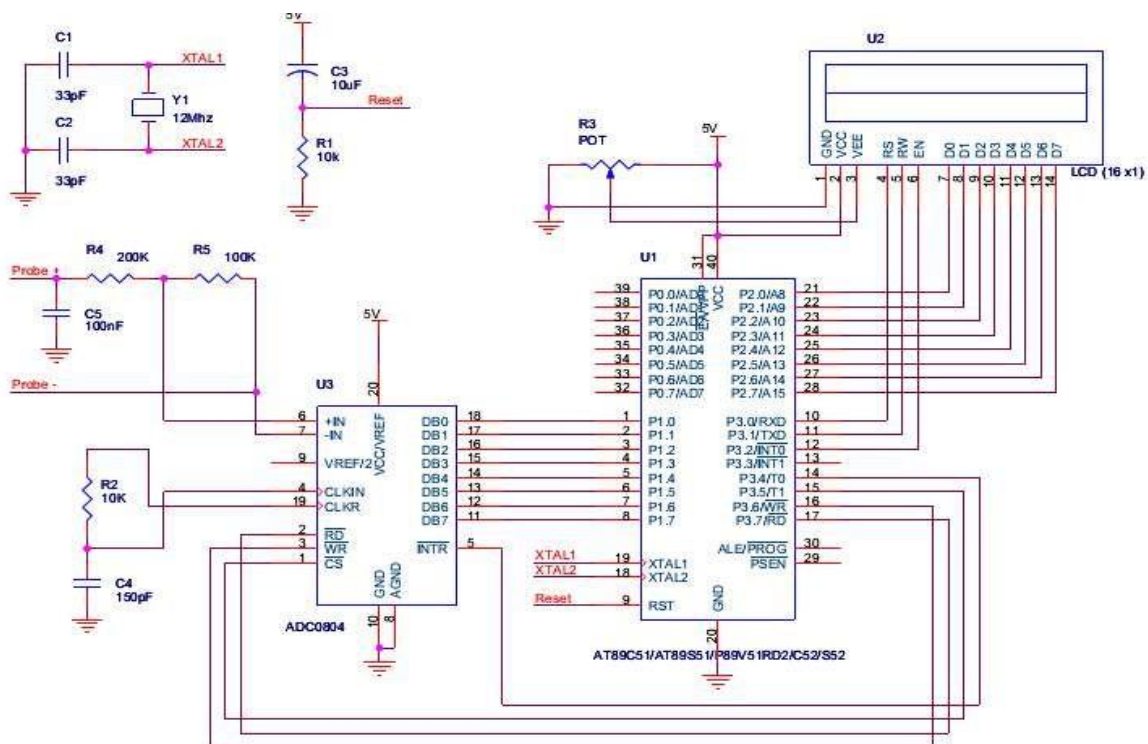 C1
33pF
C2
33pF
XTAL1
Y1
12Mhz
XTAL2
5V
C3
10uF
Reset
R1
10k
U2
GND
VCC
VEE
RS
RW
EN
D0
D1
D2
D3
D4
D5
D6
D7
1
2
3
4
5
6
7
8
9
10
11
12
13
14
LCD (16 x1)
R3
POT
5V
Probe +
R4
200K
R5
100K
C5
100nF
Probe -
R2
10K
C4
150pF
5V
U3
20
VCC/VREF
6 +IN
7 -IN
9 VREF/2
4 CLKIN
19 CLKR
2 RD
3 WR
1 CS
DB0 18
DB1 17
DB2 16
DB3 15
DB4 14
DB5 13
DB6 12
DB7 11
INTR 5
GND
AGND
10
8
ADC0804
U1
31
40
EA/VPP
VCC
39 P0.0/AD0
38 P0.1/AD1
37 P0.2/AD2
36 P0.3/AD3
35 P0.4/AD4
34 P0.5/AD5
33 P0.6/AD6
32 P0.7/AD7
1 P1.0
2 P1.1
3 P1.2
4 P1.3
5 P1.4
6 P1.5
7 P1.6
8 P1.7
XTAL1 19 XTAL1
XTAL2 18 XTAL2
Reset 9 RST
P2.0/A8 21
P2.1/A9 22
P2.2/A10 23
P2.3/A11 24
P2.4/A12 25
P2.5/A13 26
P2.6/A14 27
P2.7/A15 28
P3.0/RXD 10
P3.1/TXD 11
P3.2/INT0 12
P3.3/INT1 13
P3.4/T0 14
P3.5/T1 15
P3.6/WR 16
P3.7/RD 17
ALE/PROG 30
PSEN 29
GND
20
AT89C51/AT89S51/P89V51RD2/C52/S52